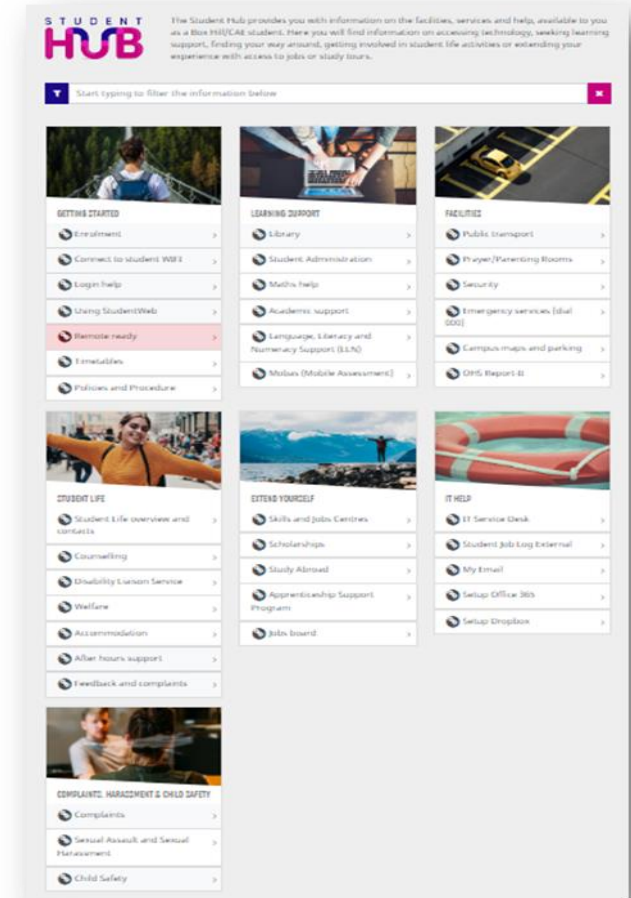 STUDENT
HUB
The Student Hub provides you with information on the facilities, services and help, available to you
as a Box Hill/CAE student. Here you will find information on accessing technology, seeking learning
support, finding your way around, getting involved in student life activities or extending your
experience with access to jobs or study tours.
Start typing to filter the information below
GETTING STARTED
Enrolment
Connect to student WIFI
Login help
Using StudentWeb
Remote ready
Timetables
Policies and Procedure
LEARNING SUPPORT
Library
Student Administration
Maths help
Academic support
Language, Literacy and
Numeracy Support (LLN)
Mobas (Mobile Assessment)
FACILITIES
Public transport
Prayer/Parenting Rooms
Security
Emergency services [dial
000]
Campus maps and parking
OHS Report-It
STUDENT LIFE
Student Life overview and
contacts
Counselling
Disability Liaison Service
Welfare
Accommodation
After hours support
Feedback and complaints
EXTEND YOURSELF
Skills and Jobs Centres
Scholarships
Study Abroad
Apprenticeship Support
Program
Jobs board
IT HELP
IT Service Desk
Student Job Log External
My Email
Setup Office 365
Setup Dropbox
COMPLAINTS, HARASSMENT & CHILD SAFETY
Complaints
Sexual Assault and Sexual
Harassment
Child Safety